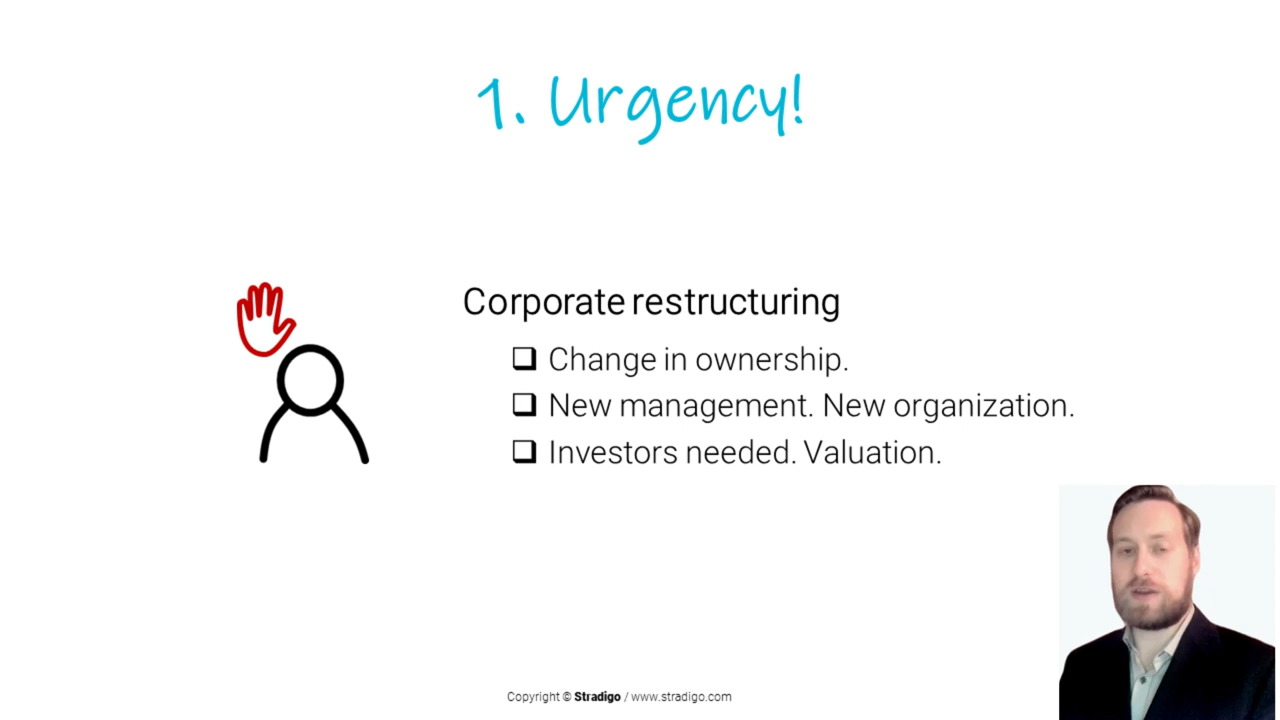 1. Urgency!
Corporate restructuring
Change in ownership.
New management. New organization.
Investors needed. Valuation.
Copyright © Stradigo / www.stradigo.com